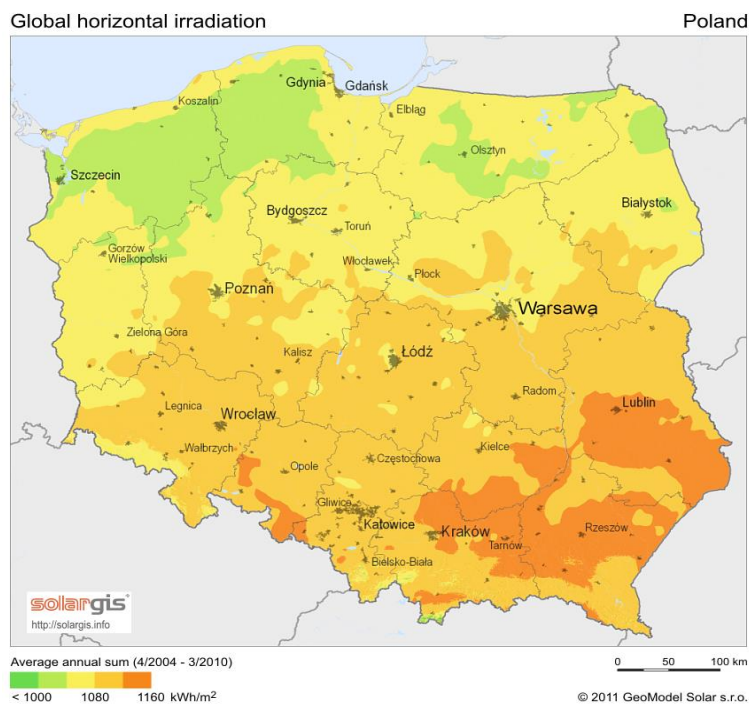 Global horizontal irradiation
Poland
Gdynia
Gdańsk
Koszalin
Elbląg
Olsztyn
Szczecin
Białystok
Bydgoszcz
Toruń
Gorzów
Wielkopolski
Włocławek
Płock
Poznań
Warsawa
Zielona Góra
Kalisz
Łódź
Legnica
Wrocław
Radom
Lublin
Wałbrzych
Kielce
Częstochowa
Opole
Gliwice
Katowice
Kraków
Tarnów
Rzeszów
Bielsko-Biała
solargis®
http://solargis.info
Average annual sum (4/2004 - 3/2010)
0 50 100 km
< 1000 1080 1160 kWh/m²
© 2011 GeoModel Solar s.r.o.